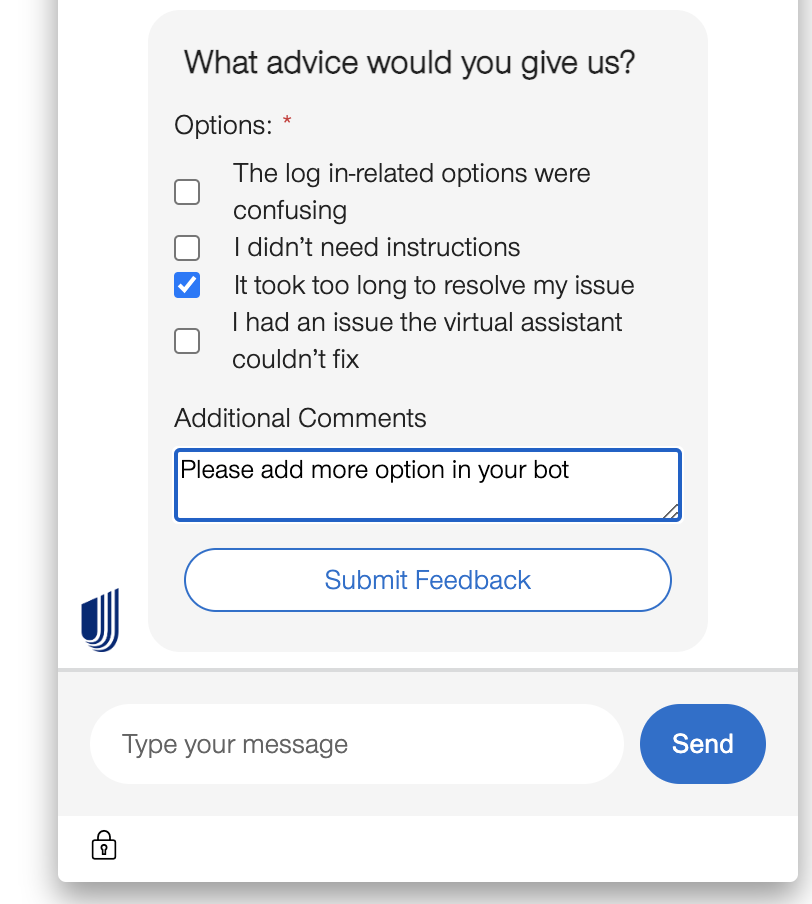 What advice would you give us?
Options: *
The log in-related options were
confusing
I didn’t need instructions
It took too long to resolve my issue
I had an issue the virtual assistant
couldn’t fix
Additional Comments
Please add more option in your bot
Submit Feedback
Type your message
Send